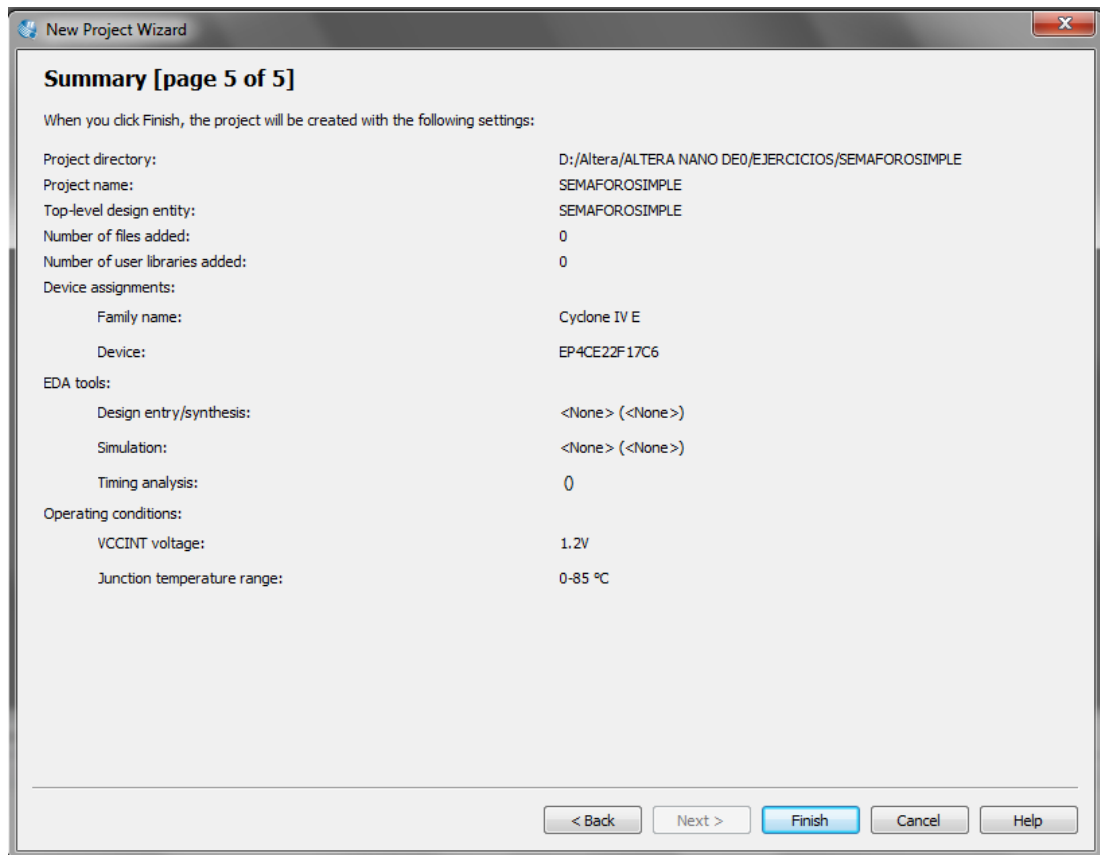 New Project Wizard
Summary [page 5 of 5]
When you click Finish, the project will be created with the following settings:
Project directory: D:/Altera/ALTERA NANO DE0/EJERCICIOS/SEMAFOROSIMPLE
Project name: SEMAFOROSIMPLE
Top-level design entity: SEMAFOROSIMPLE
Number of files added: 0
Number of user libraries added: 0
Device assignments:
Family name: Cyclone IV E
Device: EP4CE22F17C6
EDA tools:
Design entry/synthesis: <None> (<None>)
Simulation: <None> (<None>)
Timing analysis: ()
Operating conditions:
VCCINT voltage: 1.2V
Junction temperature range: 0-85 ºC
< Back Next > Finish Cancel Help